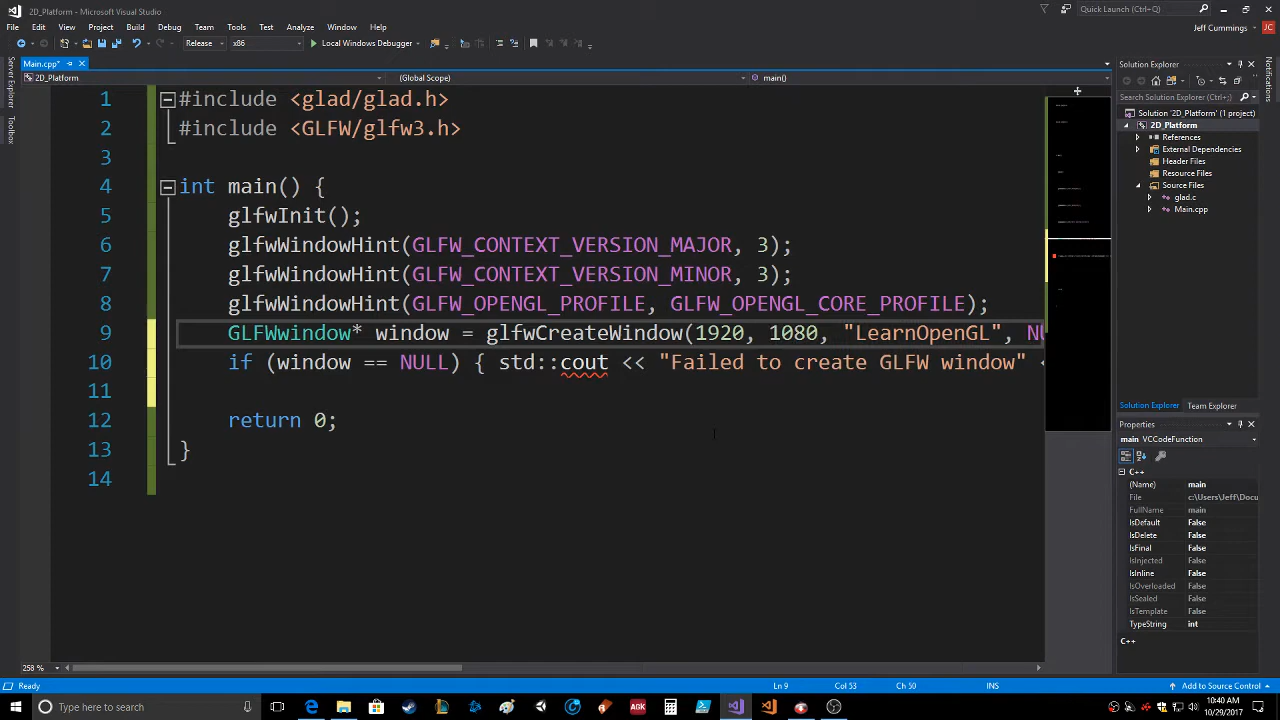 2D_Platform - Microsoft Visual Studio
Quick Launch (Ctrl+Q)
File Edit View Project Build Debug Team Tools Test Analyze Window Help
Jeff Cummings JC
Release x86 Local Windows Debugger
Main.cpp*
2D_Platform (Global Scope) main()
1 #include <glad/glad.h>
2 #include <GLFW/glfw3.h>
3
4 int main() {
5 glfwInit();
6 glfwWindowHint(GLFW_CONTEXT_VERSION_MAJOR, 3);
7 glfwWindowHint(GLFW_CONTEXT_VERSION_MINOR, 3);
8 glfwWindowHint(GLFW_OPENGL_PROFILE, GLFW_OPENGL_CORE_PROFILE);
9 GLFWwindow* window = glfwCreateWindow(1920, 1080, "LearnOpenGL", NU
10 if (window == NULL) { std::cout << "Failed to create GLFW window" <
11
12 return 0;
13 }
14
258 %
Server Explorer
Toolbox
Solution Explorer
Search Solution Explorer (Ctrl+;)
Solution '2D_Platform' (1 project)
2D_Platform
References
External Dependencies
Header Files
Resource Files
Source Files
glad.c
Main.cpp
Solution Explorer Team Explorer
Properties
main VCCodeFunction
C++
(Name) main
File c:\Users\Jeff\Docu
FullName main
IsDefault False
IsDelete False
IsFinal False
IsInjected False
IsInline False
IsOverloaded False
IsSealed False
IsTemplate False
TypeString int
C++
Notifications
Ready Ln 9 Col 53 Ch 50 INS Add to Source Control
Type here to search
AGK
10:40 AM
10/29/2017